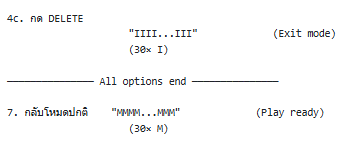 4c. กด DELETE
"IIII...III" (Exit mode)
(30× I)
─────────────── All options end ───────────────
7. กลับโหมดปกติ "MMMM...MMM" (Play ready)
(30× M)